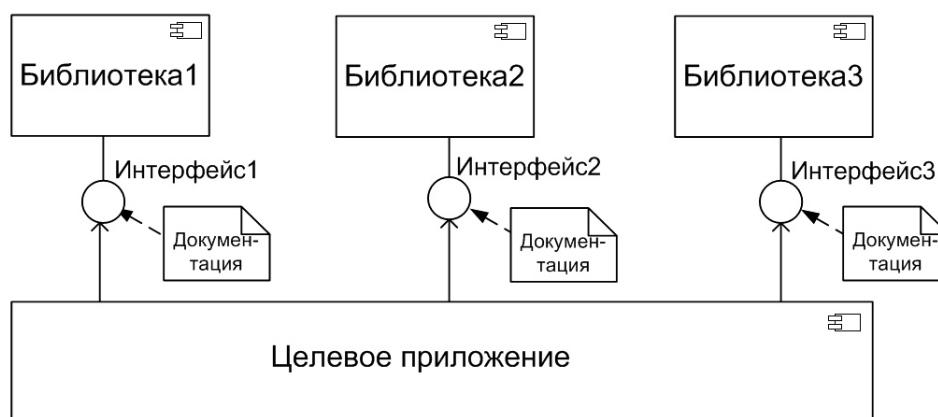 Библиотека1
Библиотека2
Библиотека3
Интерфейс1
Интерфейс2
Интерфейс3
Докумен-
тация
Докумен-
тация
Докумен-
тация
Целевое приложение